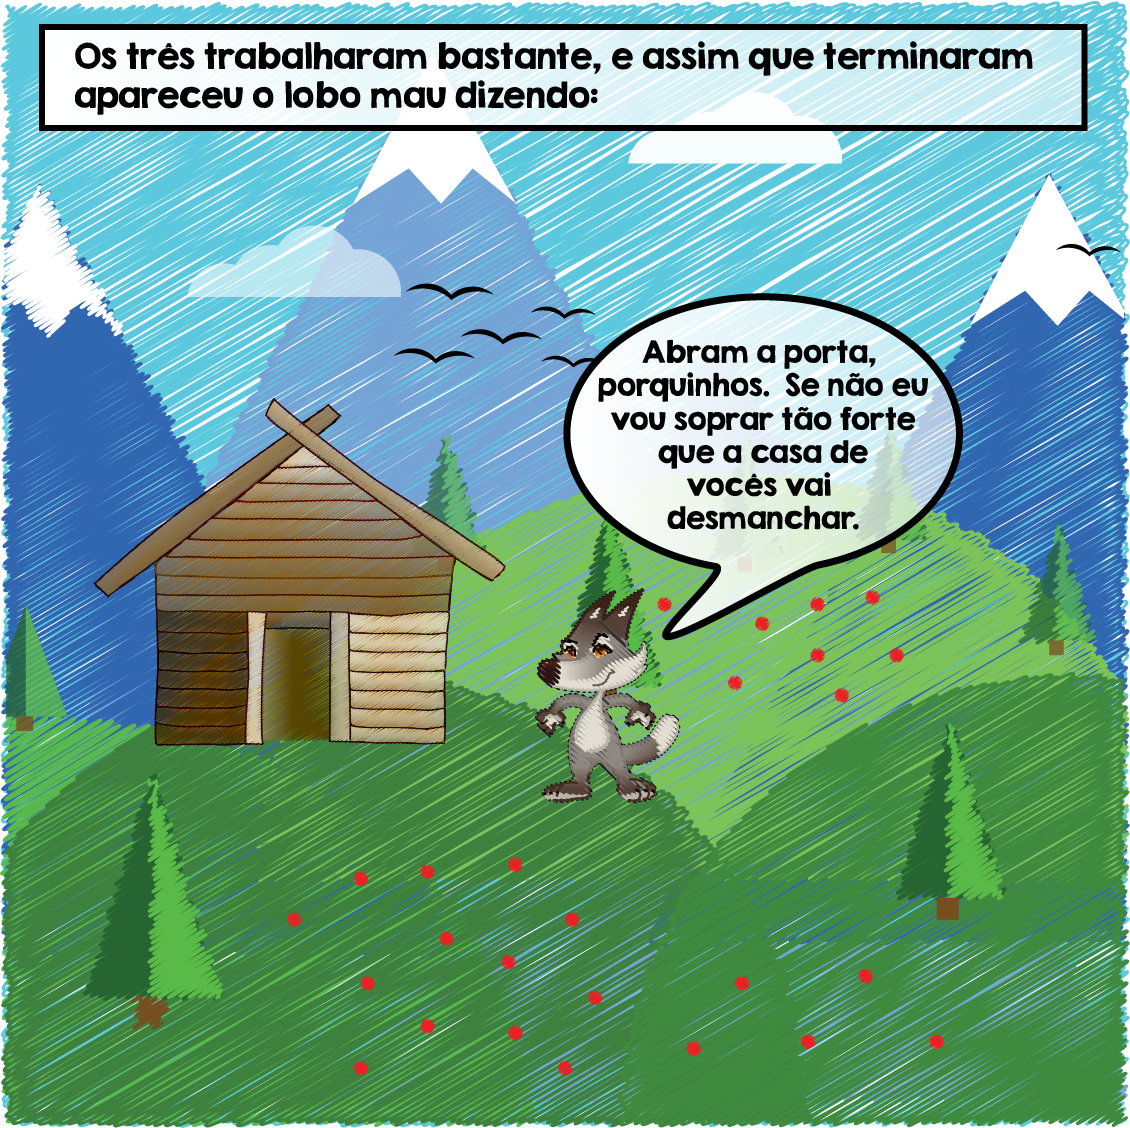 Os três trabalharam bastante, e assim que terminaram
apareceu o lobo mau dizendo:
Abram a porta,
porquinhos. Se não eu
vou soprar tão forte
que a casa de
vocês vai
desmanchar.